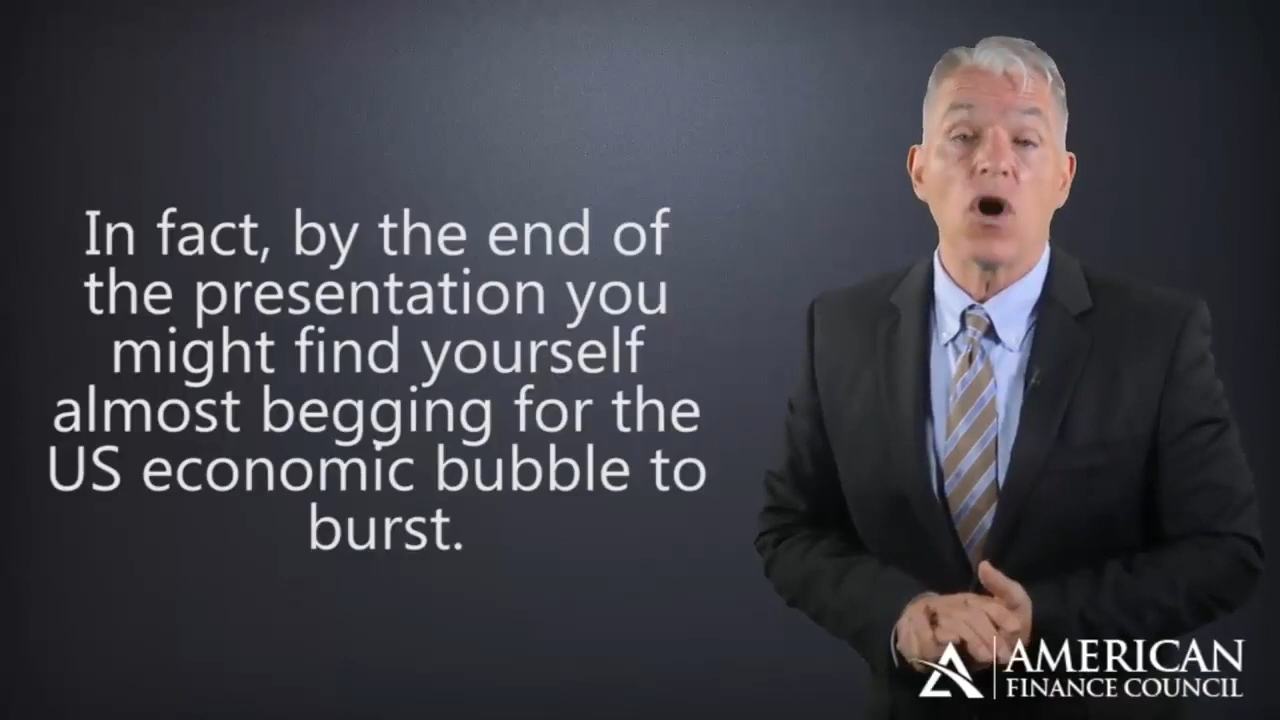 In fact, by the end of
the presentation you
might find yourself
almost begging for the
US economic bubble to
burst.
AMERICAN
FINANCE COUNCIL